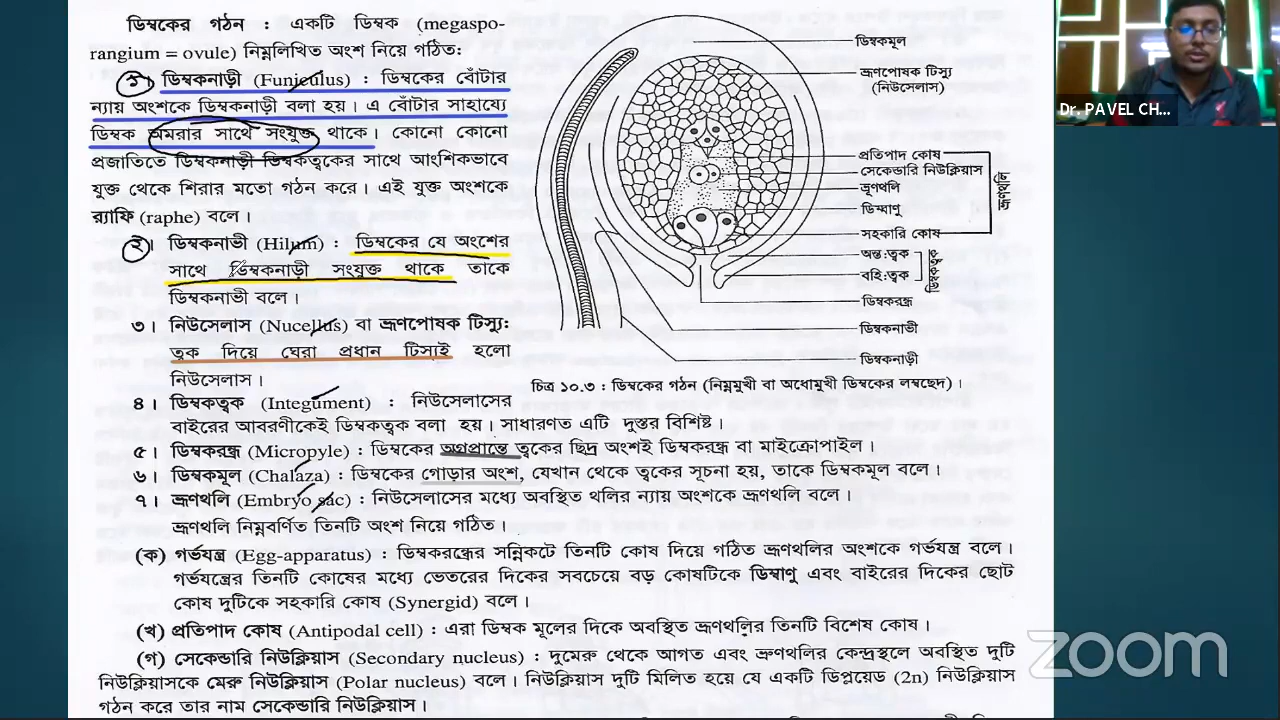 ডিম্বকের গঠন : একটি ডিম্বক (megaspo-
rangium = ovule) নিম্নলিখিত অংশ নিয়ে গঠিত:
১। ডিম্বকনাড়ী (Funiculus) : ডিম্বকের বোঁটার
ন্যায় অংশকে ডিম্বকনাড়ী বলা হয়। এ বোঁটার সাহায্যে
ডিম্বক অমরার সাথে সংযুক্ত থাকে। কোনো কোনো
প্রজাতিতে ডিম্বকনাড়ী ডিম্বকত্বকের সাথে আংশিকভাবে
যুক্ত থেকে শিরার মতো গঠন করে। এই যুক্ত অংশকে
র‍্যাফি (raphe) বলে।
২। ডিম্বকনাভী (Hilum) : ডিম্বকের যে অংশের
সাথে ডিম্বকনাড়ী সংযুক্ত থাকে তাকে
ডিম্বকনাভী বলে।
৩। নিউসেলাস (Nucellus) বা ভ্রূণপোষক টিস্যু:
ত্বক দিয়ে ঘেরা প্রধান টিস্যুই হলো
নিউসেলাস।
৪। ডিম্বকত্বক (Integument) : নিউসেলাসের
বাইরের আবরণীকেই ডিম্বকত্বক বলা হয়। সাধারণত এটি দুস্তর বিশিষ্ট।
৫। ডিম্বকরন্ধ্র (Micropyle) : ডিম্বকের অগ্রপ্রান্তে ত্বকের ছিদ্র অংশই ডিম্বকরন্ধ্র বা মাইক্রোপাইল।
৬। ডিম্বকমূল (Chalaza) : ডিম্বকের গোড়ার অংশ, যেখান থেকে ত্বকের সূচনা হয়, তাকে ডিম্বকমূল বলে।
৭। ভ্রূণথলি (Embryo sac) : নিউসেলাসের মধ্যে অবস্থিত থলির ন্যায় অংশকে ভ্রূণথলি বলে।
ভ্রূণথলি নিম্নবর্ণিত তিনটি অংশ নিয়ে গঠিত।
(ক) গর্ভযন্ত্র (Egg-apparatus) : ডিম্বকরন্ধ্রের সন্নিকটে তিনটি কোষ দিয়ে গঠিত ভ্রূণথলির অংশকে গর্ভযন্ত্র বলে।
গর্ভযন্ত্রের তিনটি কোষের মধ্যে ভেতরের দিকের সবচেয়ে বড় কোষটিকে ডিম্বাণু এবং বাইরের দিকের ছোট
কোষ দুটিকে সহকারি কোষ (Synergid) বলে।
(খ) প্রতিপাদ কোষ (Antipodal cell) : এরা ডিম্বক মূলের দিকে অবস্থিত ভ্রূণথলির তিনটি বিশেষ কোষ।
(গ) সেকেন্ডারি নিউক্লিয়াস (Secondary nucleus) : দুমেরু থেকে আগত এবং ভ্রূণথলির কেন্দ্রস্থলে অবস্থিত দুটি
নিউক্লিয়াসকে মেরু নিউক্লিয়াস (Polar nucleus) বলে। নিউক্লিয়াস দুটি মিলিত হয়ে যে একটি ডিপ্লয়েড (2n) নিউক্লিয়াস
গঠন করে তার নাম সেকেন্ডারি নিউক্লিয়াস।
ডিম্বকমূল
ভ্রূণপোষক টিস্যু
(নিউসেলাস)
প্রতিপাদ কোষ
সেকেন্ডারি নিউক্লিয়াস
ভ্রূণথলি
ডিম্বাণু
সহকারি কোষ
ভ্রূণথলি
অন্ত:ত্বক
বহি:ত্বক
ডিম্বকত্বক
ডিম্বকরন্ধ্র
ডিম্বকনাভী
ডিম্বকনাড়ী
চিত্র ১০.৩ : ডিম্বকের গঠন (নিম্নমুখী বা অধোমুখী ডিম্বকের লম্বছেদ)।
Dr. PAVEL CH...
zoom